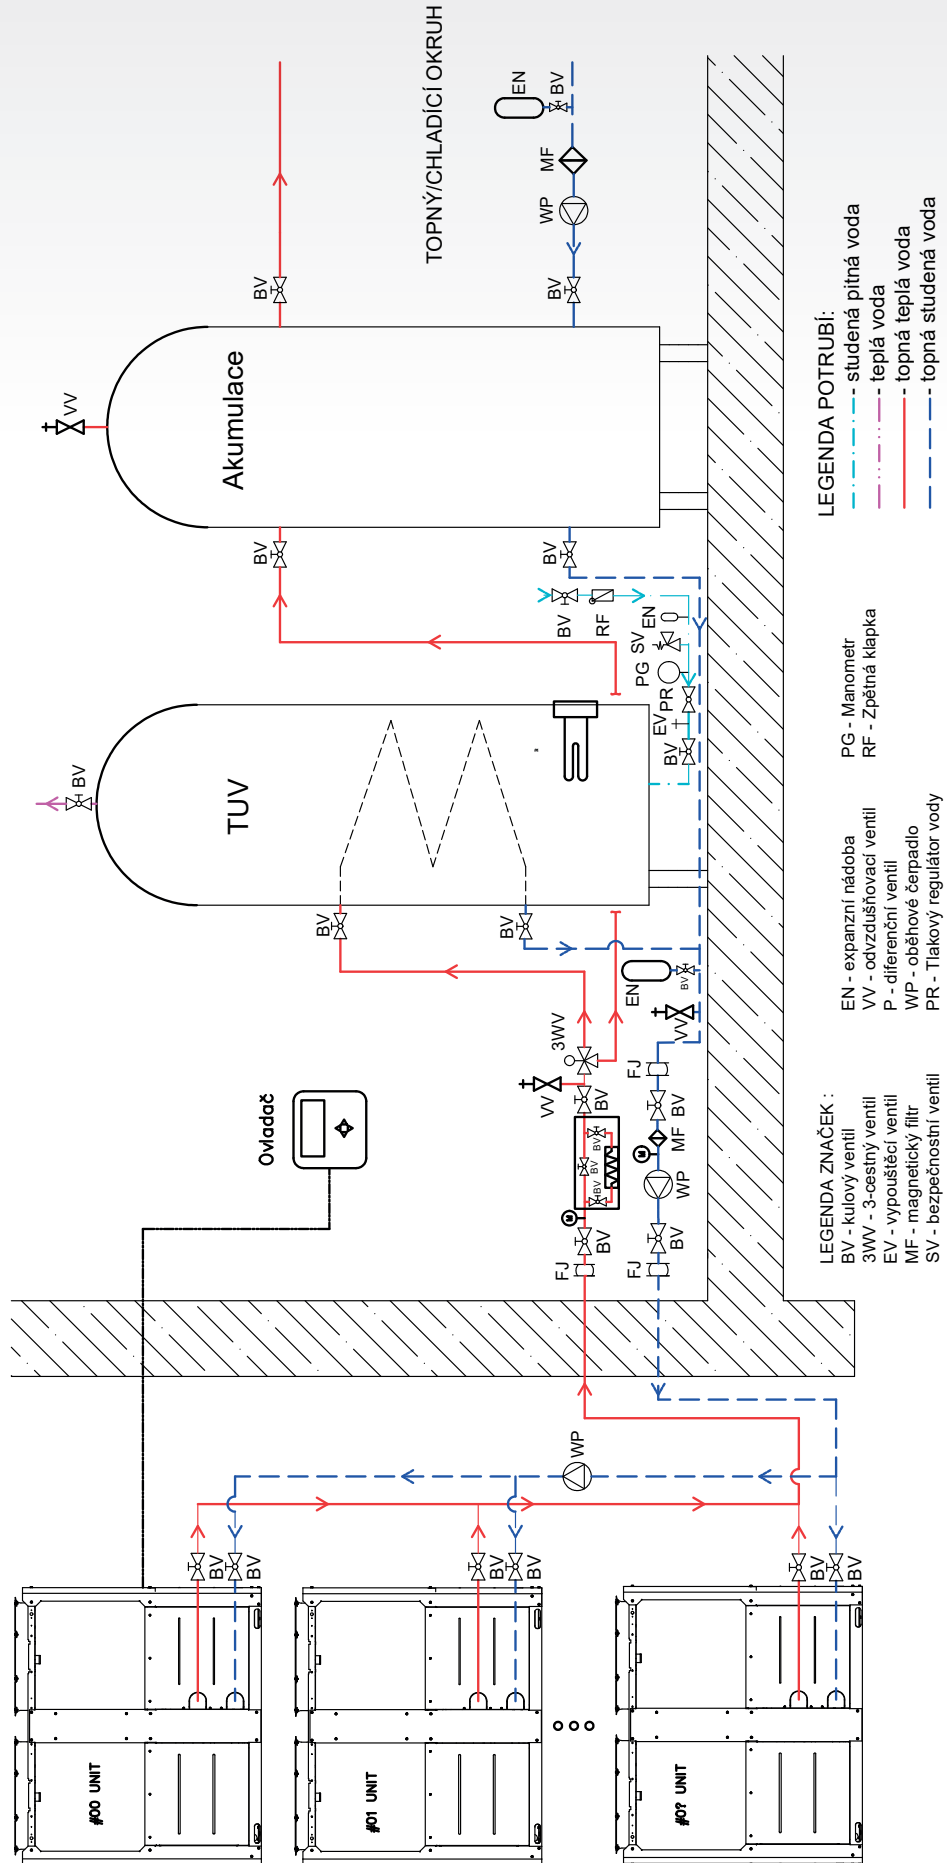 TOPNÝ/CHLADÍCÍ OKRUH
EN
BV
MF
WP
BV
BV
VV
Akumulace
BV
BV
BV
RF
EN
SV
PG
PR
EV
BV
BV
TUV
BV
BV
EN
BV
VV
3WV
VV
BV
FJ
BV
MF
M
WP
BV
FJ
BV
BV
BV
M
BV
FJ
Ovladač
WP
BV
BV
BV
BV
BV
BV
#00 UNIT
#01 UNIT
#0? UNIT
LEGENDA ZNAČEK :
BV - kulový ventil
3WV - 3-cestný ventil
EV - vypouštěcí ventil
MF - magnetický filtr
SV - bezpečnostní ventil
EN - expanzní nádoba
VV - odvzdušňovací ventil
P - diferenční ventil
WP - oběhové čerpadlo
PR - Tlakový regulátor vody
PG - Manometr
RF - Zpětná klapka
LEGENDA POTRUBÍ:
- studená pitná voda
- teplá voda
- topná teplá voda
- topná studená voda